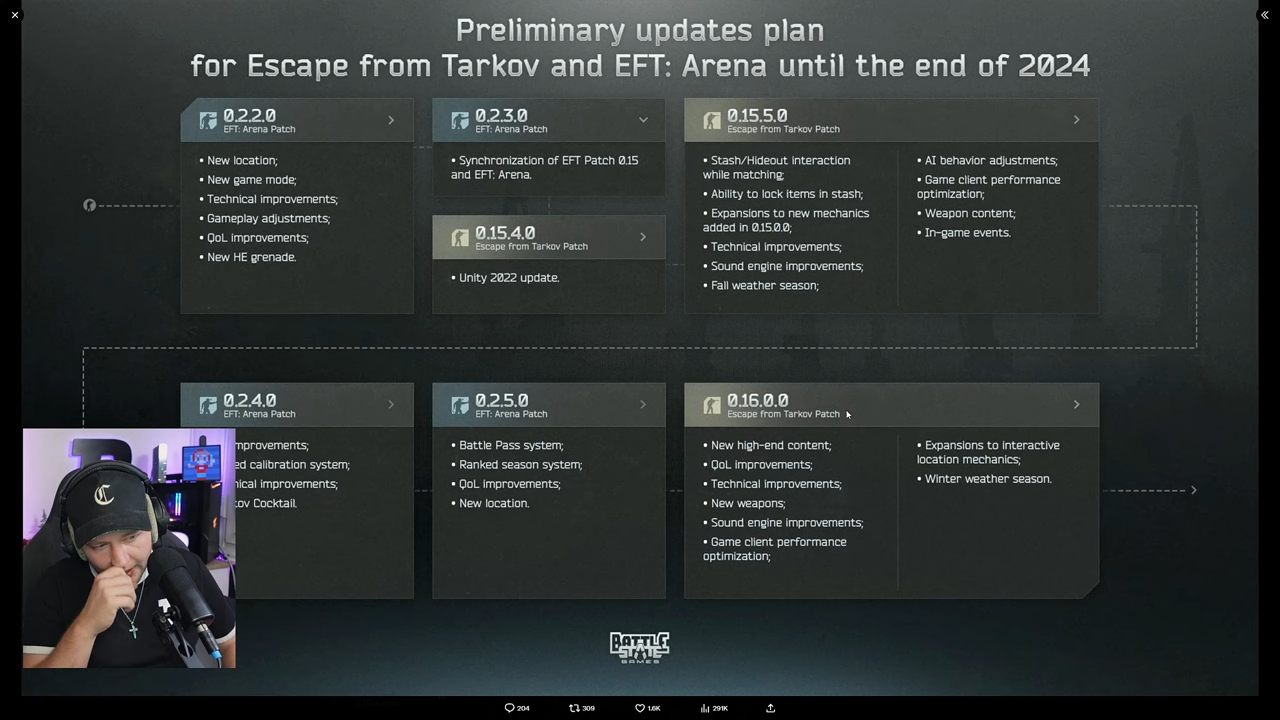 Preliminary updates plan
for Escape from Tarkov and EFT: Arena until the end of 2024
0.2.2.0
EFT: Arena Patch
• New location;
• New game mode;
• Technical improvements;
• Gameplay adjustments;
• QoL improvements;
• New HE grenade.
0.2.3.0
EFT: Arena Patch
• Synchronization of EFT Patch 0.15
and EFT: Arena.
0.15.4.0
Escape from Tarkov Patch
• Unity 2022 update.
0.15.5.0
Escape from Tarkov Patch
• Stash/Hideout interaction
while matching;
• Ability to lock items in stash;
• Expansions to new mechanics
added in 0.15.0.0;
• Technical improvements;
• Sound engine improvements;
• Fall weather season;
• AI behavior adjustments;
• Game client performance
optimization;
• Weapon content;
• In-game events.
0.2.4.0
EFT: Arena Patch
mprovements;
ed calibration system;
nical improvements;
tov Cocktail.
0.2.5.0
EFT: Arena Patch
• Battle Pass system;
• Ranked season system;
• QoL improvements;
• New location.
0.16.0.0
Escape from Tarkov Patch
• New high-end content;
• QoL improvements;
• Technical improvements;
• New weapons;
• Sound engine improvements;
• Game client performance
optimization;
• Expansions to interactive
location mechanics;
• Winter weather season.
C
BATTLE
STATE
GAMES
204 309 1.6K 291K